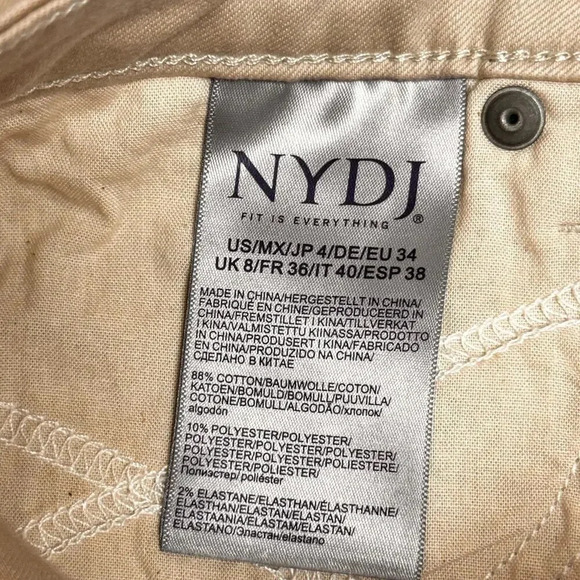 NYDJ®
FIT IS EVERYTHING
US/MX/JP 4/DE/EU 34
UK 8/FR 36/IT 40/ESP 38
MADE IN CHINA/HERGESTELLT IN CHINA/
FABRIQUÉ EN CHINE/GEPRODUCEERD IN
CHINA/FREMSTILLET I KINA/TILLVERKAT
I KINA/VALMISTETTU KIINASSA/PRODOTTO
IN CHINA/PRODUSERT I KINA/FABRICADO
EN CHINA/PRODUZIDO NA CHINA/
СДЕЛАНО В КИТАЕ
88% COTTON/BAUMWOLLE/COTON/
KATOEN/BOMULD/BOMULL/PUUVILLA/
COTONE/BOMULL/ALGODÃO/хлопок/
algodón
10% POLYESTER/POLYESTER/
POLYESTER/POLYESTER/POLYESTER/
POLYESTER/POLYESTERI/POLIESTERE/
POLYESTER/POLIÉSTER/
Полиэстер/ poliéster
2% ELASTANE/ELASTHAN/ÉLASTHANNE/
ELASTHAN/ELASTAN/ELASTAN/
ELASTAANIA/ELASTAM/ELASTAN/
ELASTANO/Эластан/elastano